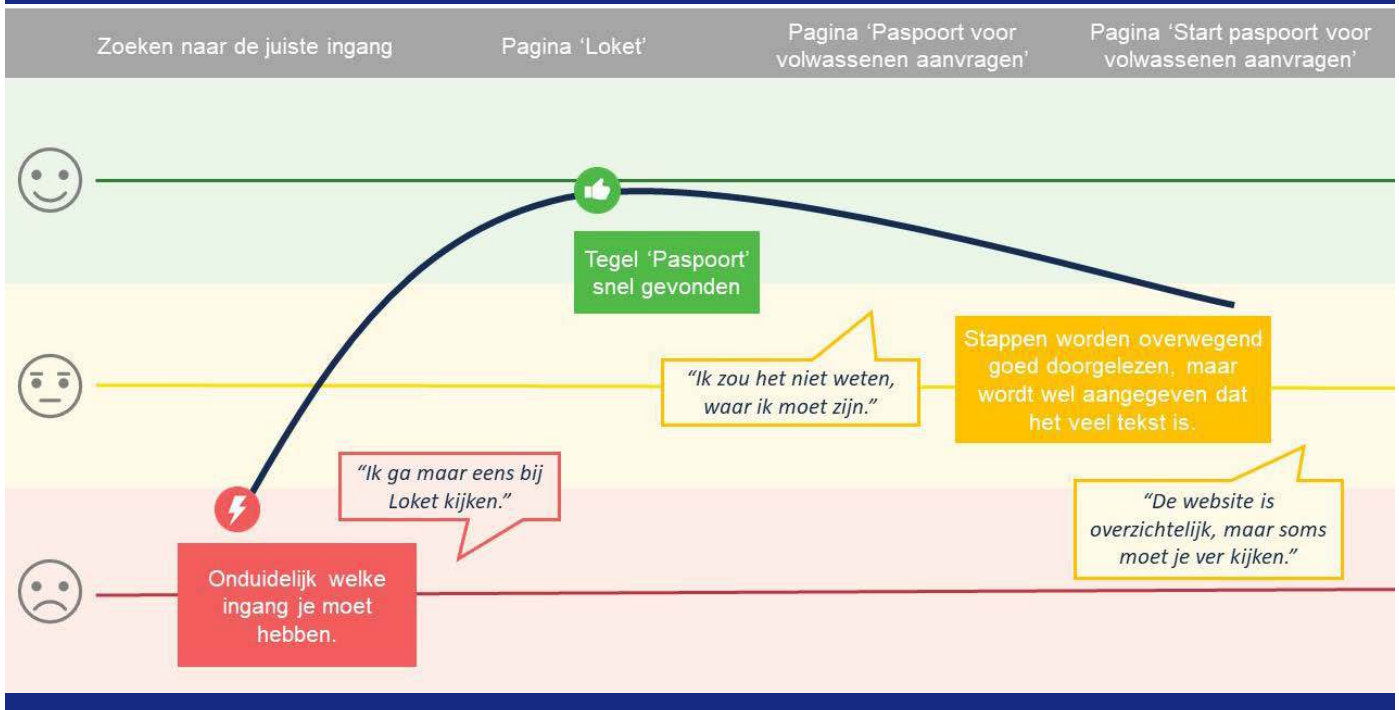 Zoeken naar de juiste ingang
Pagina ‘Loket’
Pagina ‘Paspoort voor
volwassenen aanvragen’
Pagina ‘Start paspoort voor
volwassenen aanvragen’
Tegel ‘Paspoort’
snel gevonden
“Ik zou het niet weten,
waar ik moet zijn.”
Stappen worden overwegend
goed doorgelezen, maar
wordt wel aangegeven dat
het veel tekst is.
“Ik ga maar eens bij
Loket kijken.”
“De website is
overzichtelijk, maar soms
moet je ver kijken.”
Onduidelijk welke
ingang je moet
hebben.